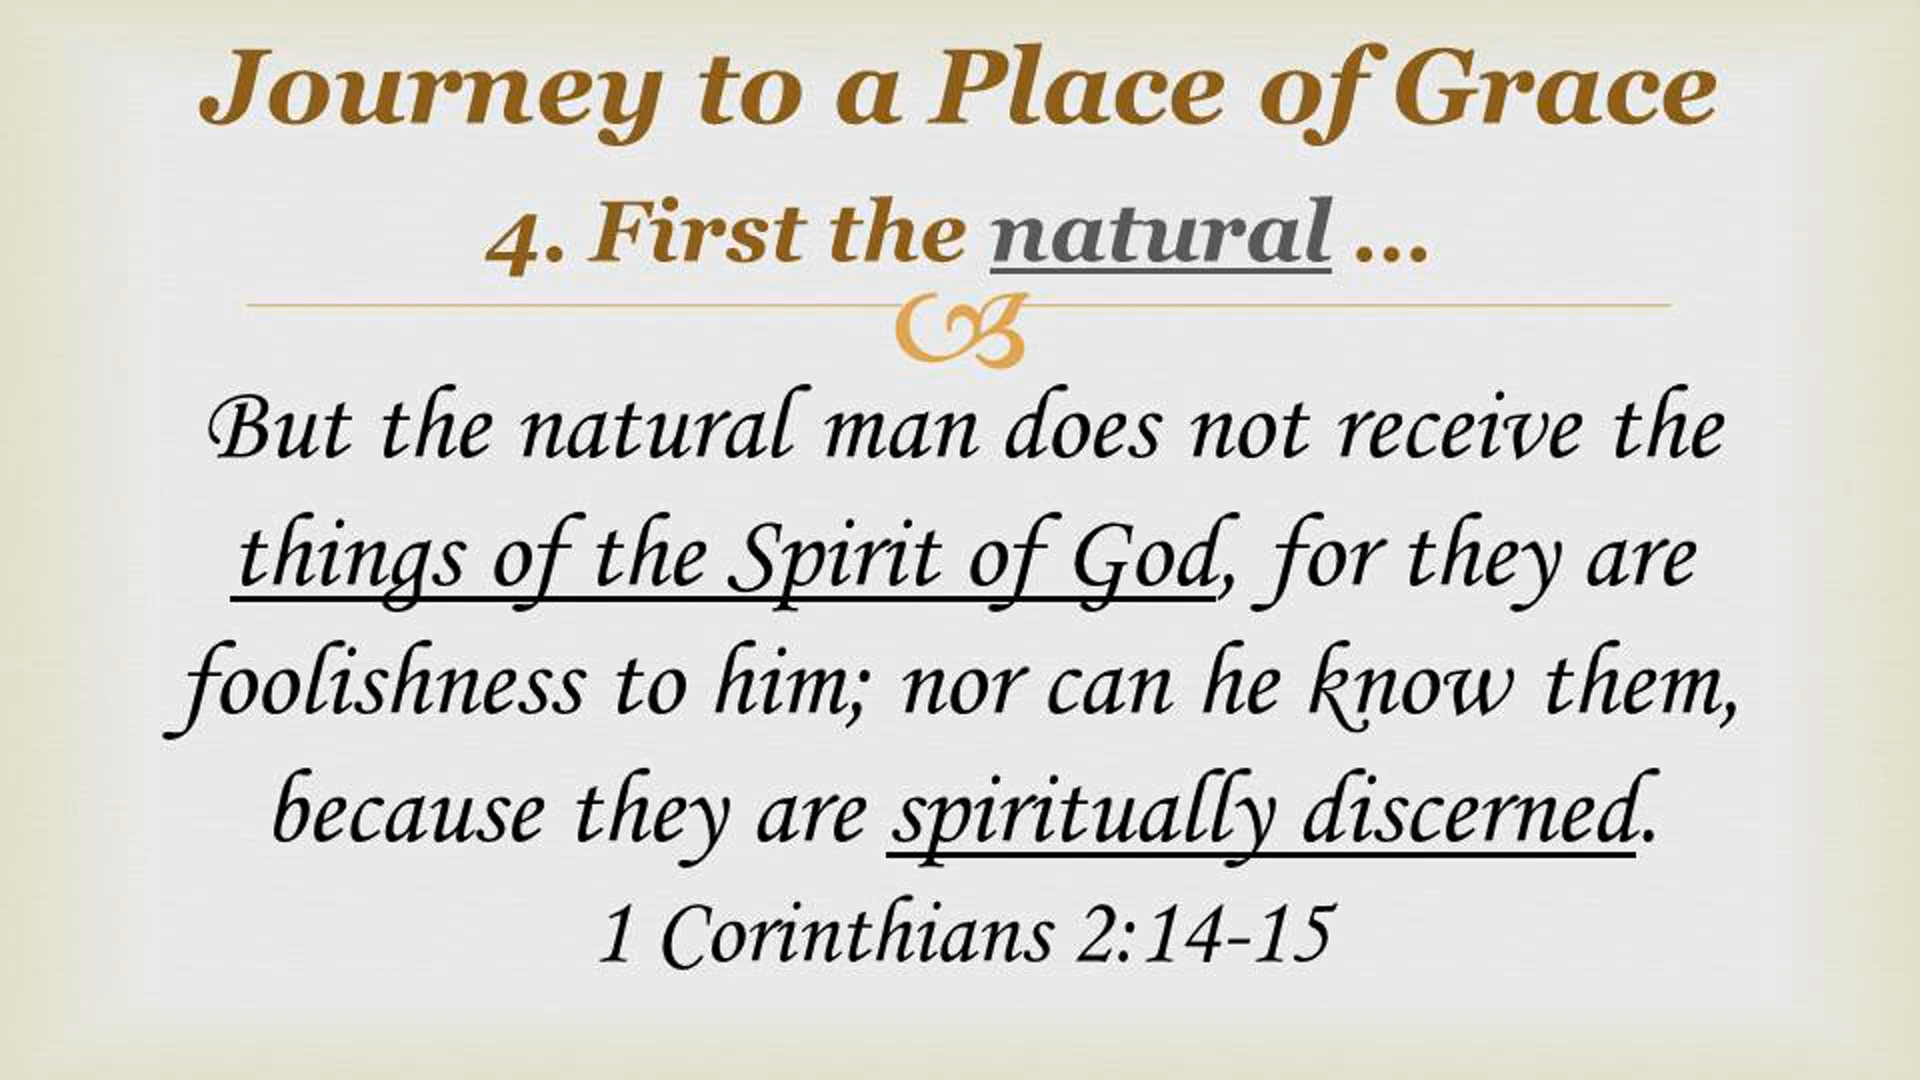 Journey to a Place of Grace
4. First the natural ...
But the natural man does not receive the
things of the Spirit of God, for they are
foolishness to him; nor can he know them,
because they are spiritually discerned.
1 Corinthians 2:14-15